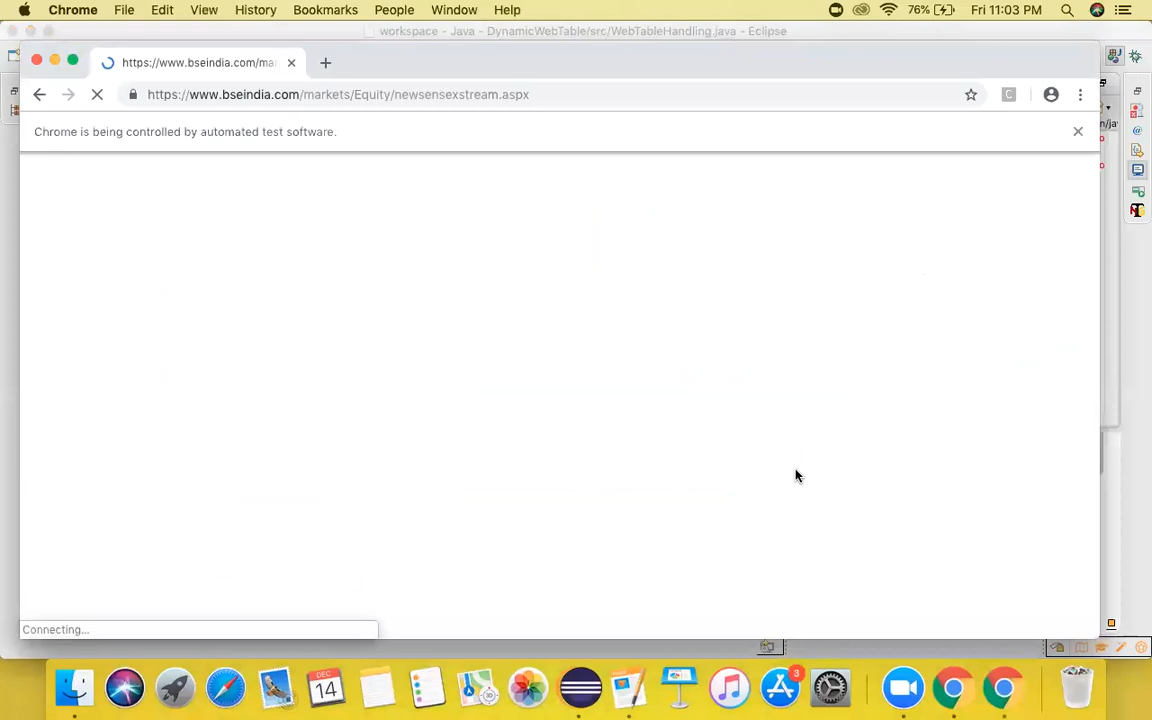 Chrome File Edit View History Bookmarks People Window Help 76% Fri 11:03 PM
workspace - Java - DynamicWebTable/src/WebTableHandling.java - Eclipse
https://www.bseindia.com/ma
https://www.bseindia.com/markets/Equity/newsensexstream.aspx C
Chrome is being controlled by automated test software.
Connecting...
DEC
14
3